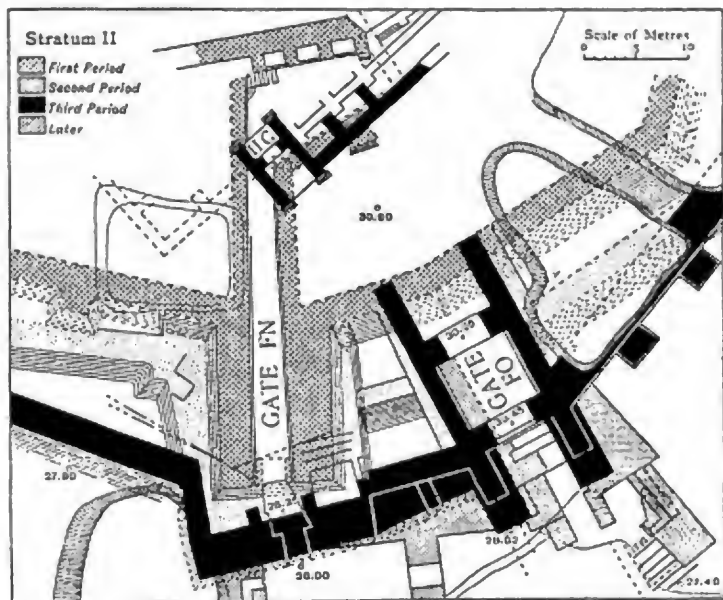 Stratum II
First Period
Second Period
Third Period
Later
Scale of Metres
0 5 10
30.80
GATE FN
GATE FO
27.90
28.00
28.02
27.40